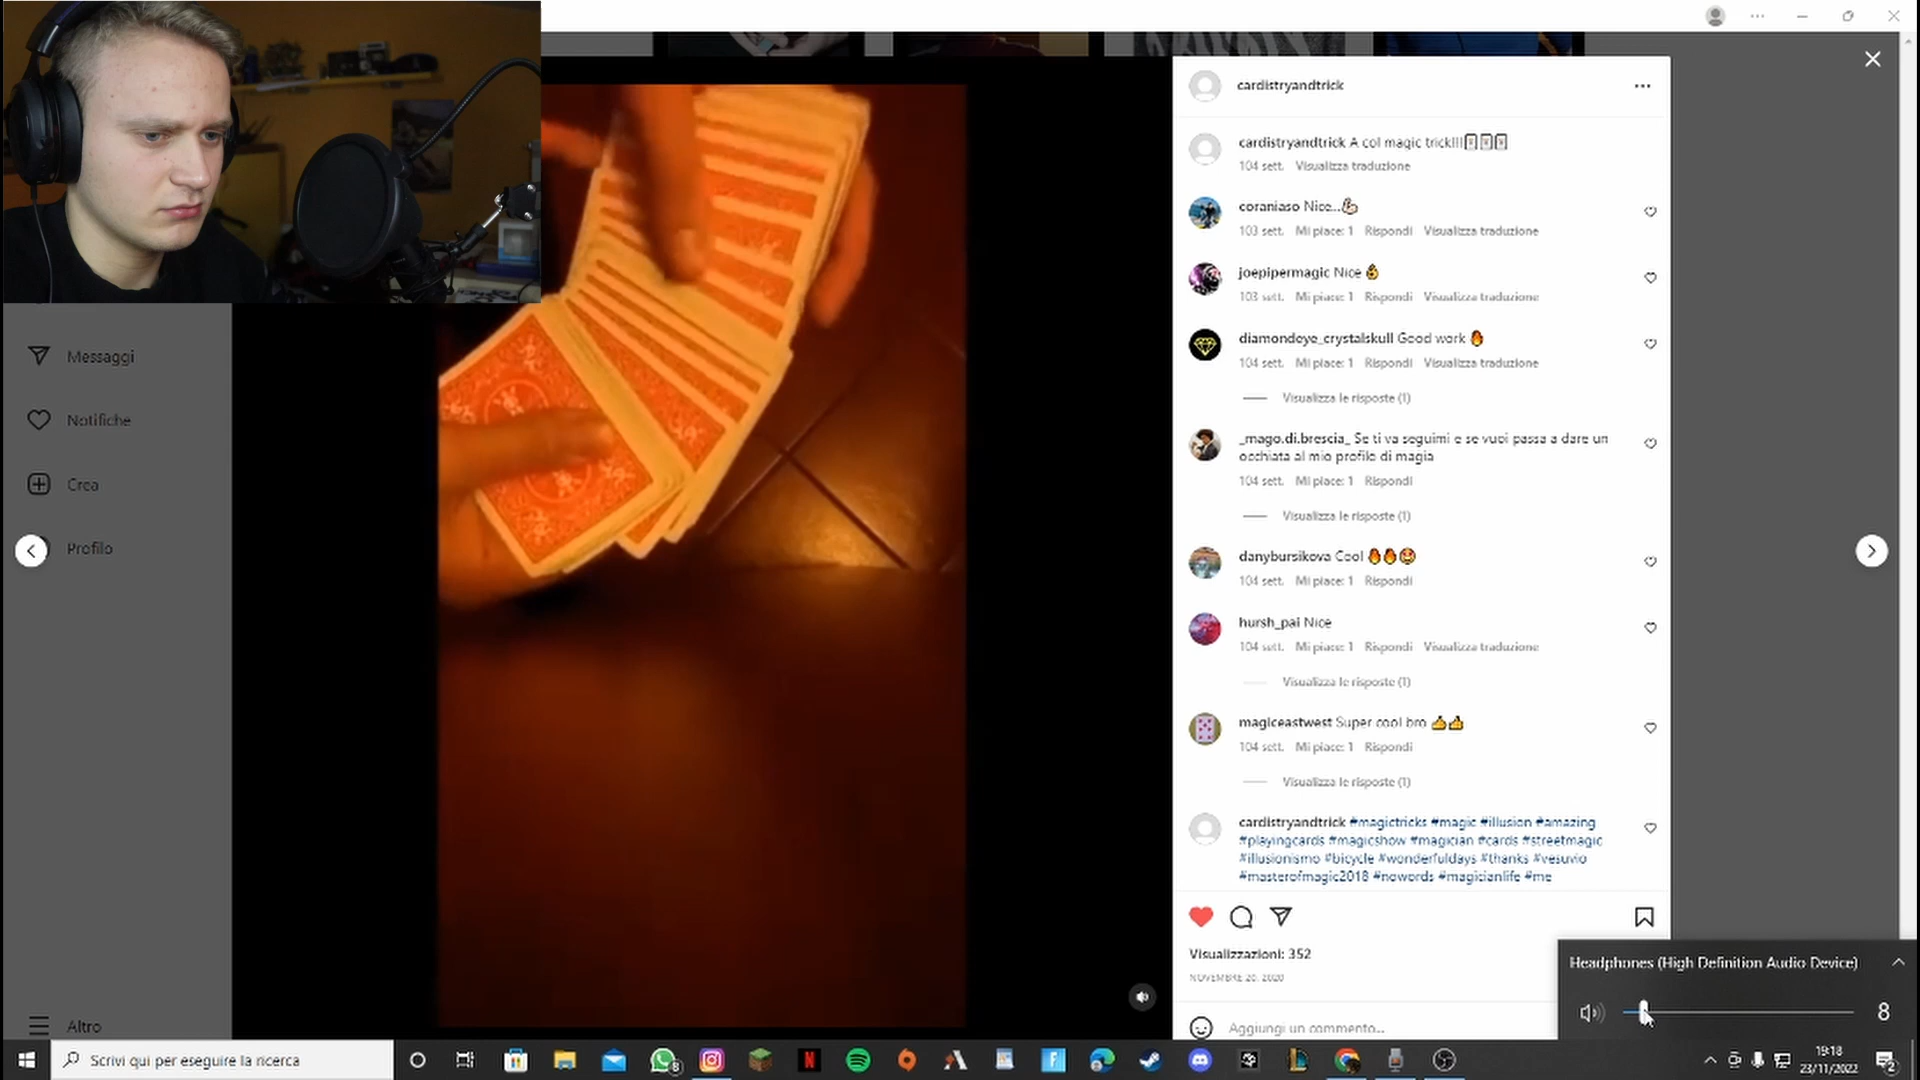 cardistryandtrick
cardistryandtrick A col magic trick!!!
104 sett. Visualizza traduzione
coraniaso Nice...💪
103 sett. Mi piace: 1 Rispondi Visualizza traduzione
joepipermagic Nice 👌
103 sett. Mi piace: 1 Rispondi Visualizza traduzione
diamondeye_crystalskull Good work 🔥
104 sett. Mi piace: 1 Rispondi Visualizza traduzione
Visualizza le risposte (1)
_mago.di.brescia_ Se ti va seguimi e se vuoi passa a dare un
occhiata al mio profilo di magia
104 sett. Mi piace: 1 Rispondi
Visualizza le risposte (1)
danybursikova Cool 🔥🔥🤩
104 sett. Mi piace: 1 Rispondi
hursh_pai Nice
104 sett. Mi piace: 1 Rispondi Visualizza traduzione
Visualizza le risposte (1)
magiceastwest Super cool bro 👍👍
104 sett. Mi piace: 1 Rispondi
Visualizza le risposte (1)
cardistryandtrick #magictricks #magic #illusion #amazing
#playingcards #magicshow #magician #cards #streetmagic
#illusionismo #bicycle #wonderfuldays #thanks #vesuvio
#masterofmagic2018 #nowords #magicianlife #me
Visualizzazioni: 352
NOVEMBRE 20, 2020
Aggiungi un commento...
Messaggi
Notifiche
Crea
Profilo
Altro
Headphones (High Definition Audio Device)
8
Scrivi qui per eseguire la ricerca
19:18
23/11/2022